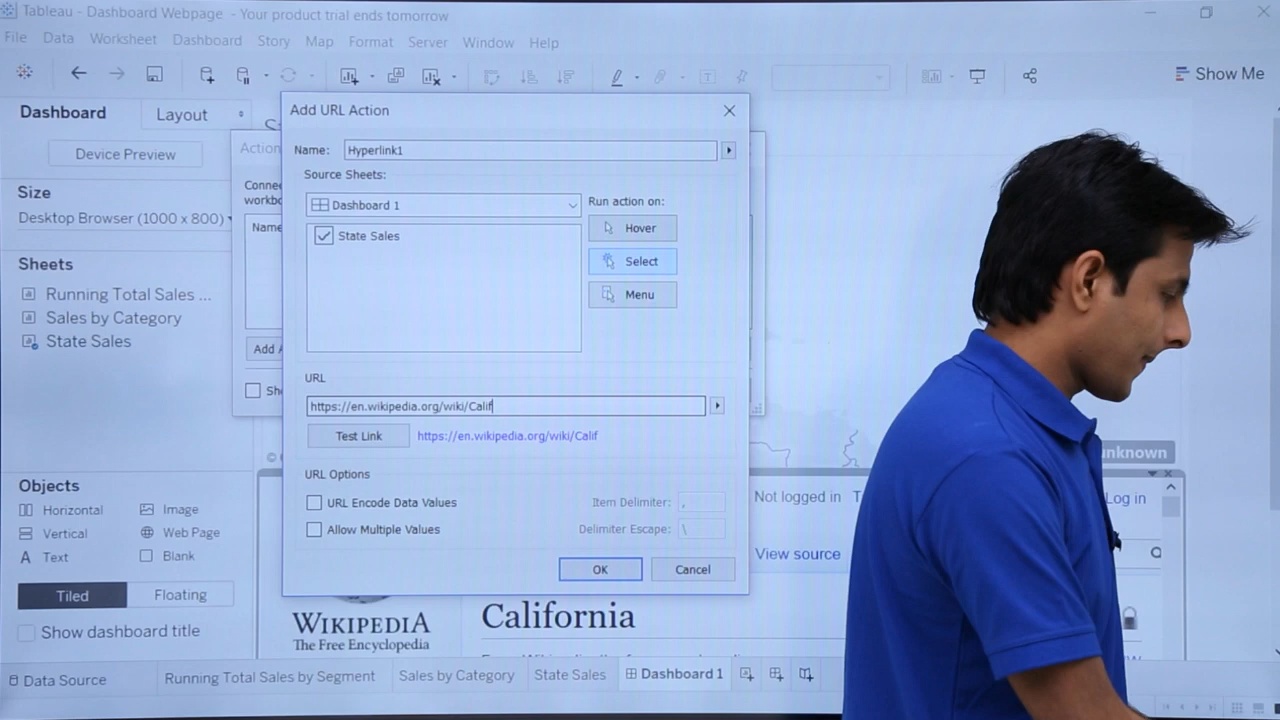 Tableau - Dashboard Webpage - Your product trial ends tomorrow
File Data Worksheet Dashboard Story Map Format Server Window Help
Show Me
Dashboard Layout
Device Preview
Size
Desktop Browser (1000 x 800)
Sheets
Running Total Sales ...
Sales by Category
State Sales
Objects
Horizontal Image
Vertical Web Page
A Text Blank
Tiled Floating
Show dashboard title
Add URL Action
Name: Hyperlink1
Source Sheets:
Dashboard 1
State Sales
Run action on:
Hover
Select
Menu
URL
https://en.wikipedia.org/wiki/Calif
Test Link https://en.wikipedia.org/wiki/Calif
URL Options
URL Encode Data Values Item Delimiter: ,
Allow Multiple Values Delimiter Escape: \
OK Cancel
Name
unknown
Not logged in
Log in
View source
WIKIPEDIA
The Free Encyclopedia
California
Data Source Running Total Sales by Segment Sales by Category State Sales Dashboard 1